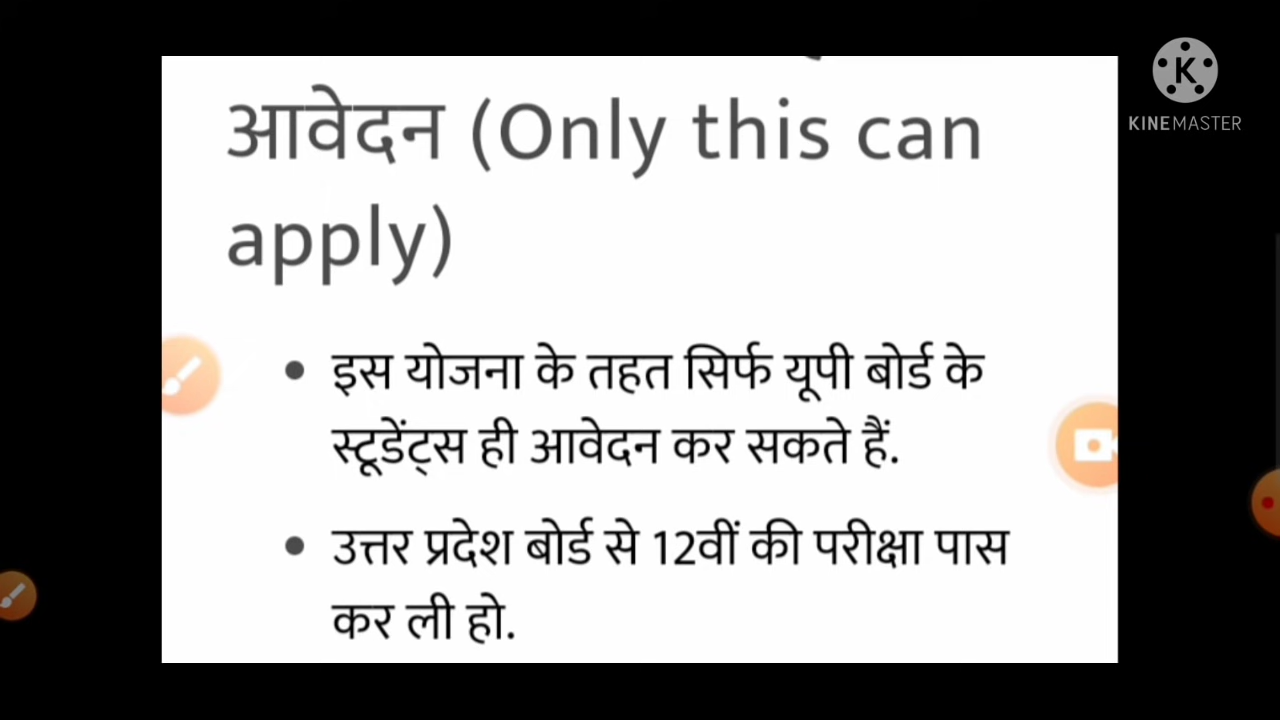 आवेदन (Only this can
apply)
• इस योजना के तहत सिर्फ यूपी बोर्ड के
स्टूडेंट्स ही आवेदन कर सकते हैं.
• उत्तर प्रदेश बोर्ड से 12वीं की परीक्षा पास
कर ली हो.
K
KINEMASTER